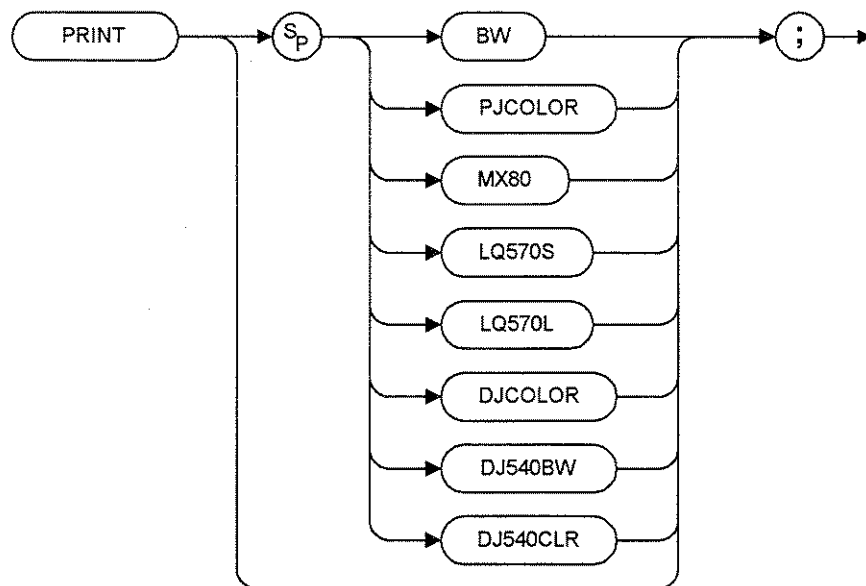 PRINT SP BW ;
PJCOLOR
MX80
LQ570S
LQ570L
DJCOLOR
DJ540BW
DJ540CLR